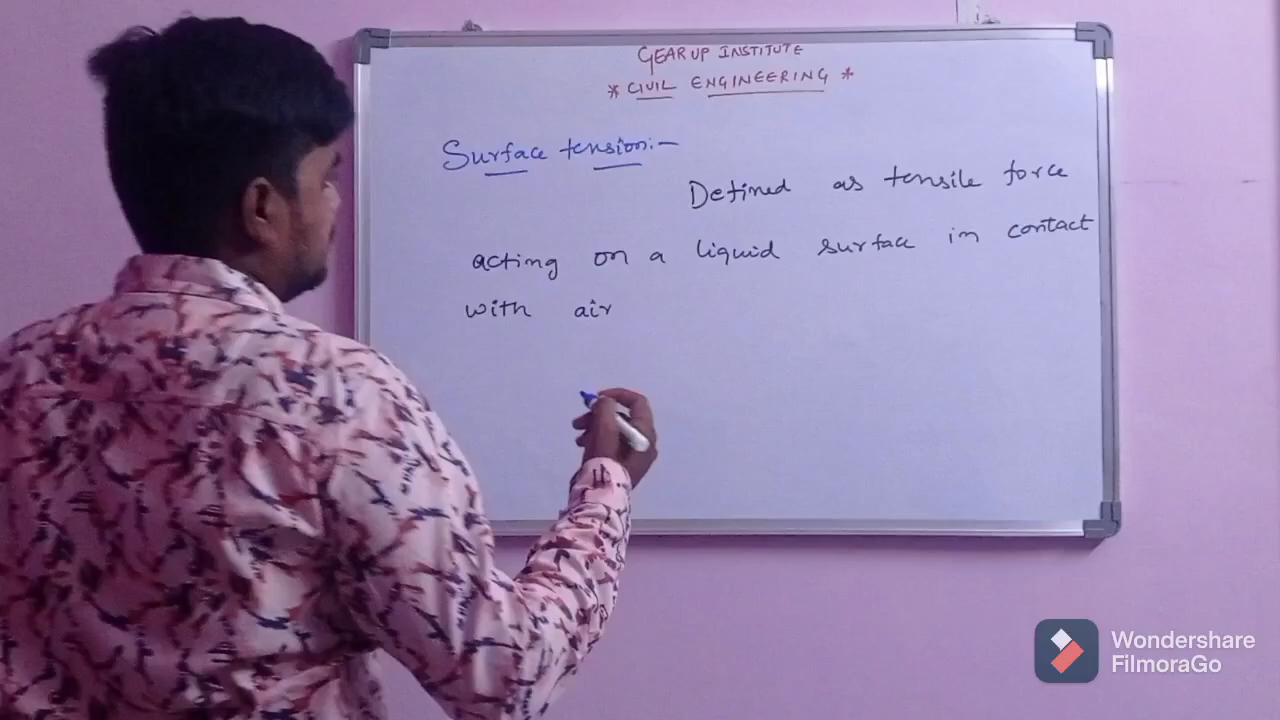 GEARUP INSTITUTE
* CIVIL ENGINEERING *
Surface tension:-
Defined as tensile force
acting on a liquid surface in contact
with air
Wondershare
FilmoraGo